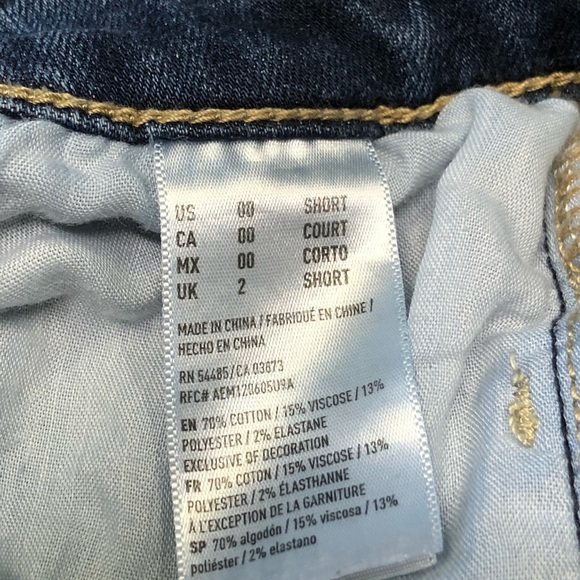 US 00 SHORT
CA 00 COURT
MX 00 CORTO
UK 2 SHORT
MADE IN CHINA / FABRIQUÉ EN CHINE /
HECHO EN CHINA
RN 54485/CA 03673
RFC# AEM120605U9A
EN 70% COTTON / 15% VISCOSE / 13%
POLYESTER / 2% ELASTANE
EXCLUSIVE OF DECORATION
FR 70% COTON / 15% VISCOSE / 13%
POLYESTER / 2% ÉLASTHANNE
À L'EXCEPTION DE LA GARNITURE
SP 70% algodón / 15% viscosa / 13%
poliéster / 2% elastano